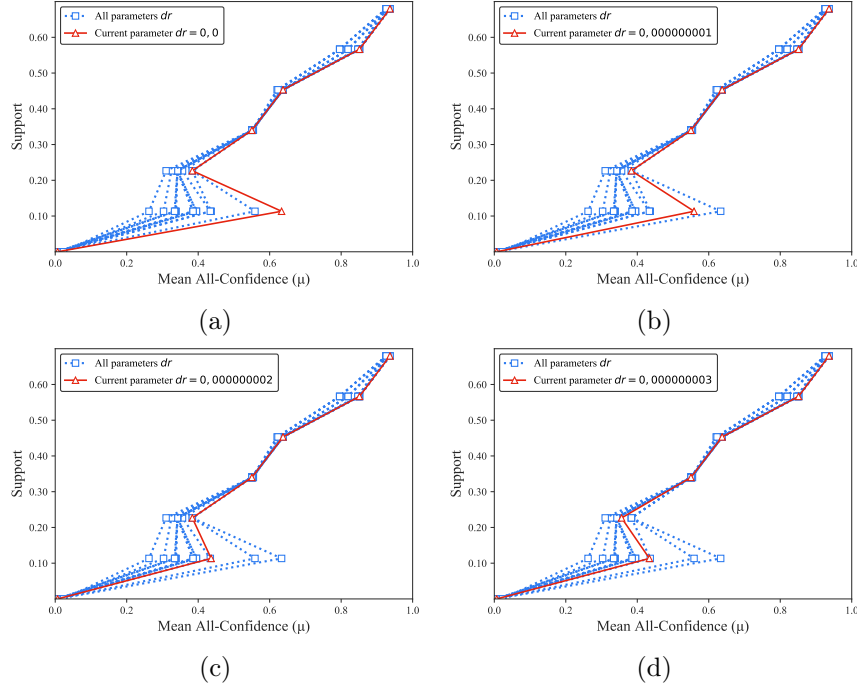 All parameters dr
Current parameter dr = 0, 0
0.60
0.50
0.40
0.30
0.20
0.10
Support
0.0
0.2
0.4
0.6
0.8
1.0
Mean All-Confidence (μ)
(a)
All parameters dr
Current parameter dr = 0, 000000001
0.60
0.50
0.40
0.30
0.20
0.10
Support
0.0
0.2
0.4
0.6
0.8
1.0
Mean All-Confidence (μ)
(b)
All parameters dr
Current parameter dr = 0, 000000002
0.60
0.50
0.40
0.30
0.20
0.10
Support
0.0
0.2
0.4
0.6
0.8
1.0
Mean All-Confidence (μ)
(c)
All parameters dr
Current parameter dr = 0, 000000003
0.60
0.50
0.40
0.30
0.20
0.10
Support
0.0
0.2
0.4
0.6
0.8
1.0
Mean All-Confidence (μ)
(d)